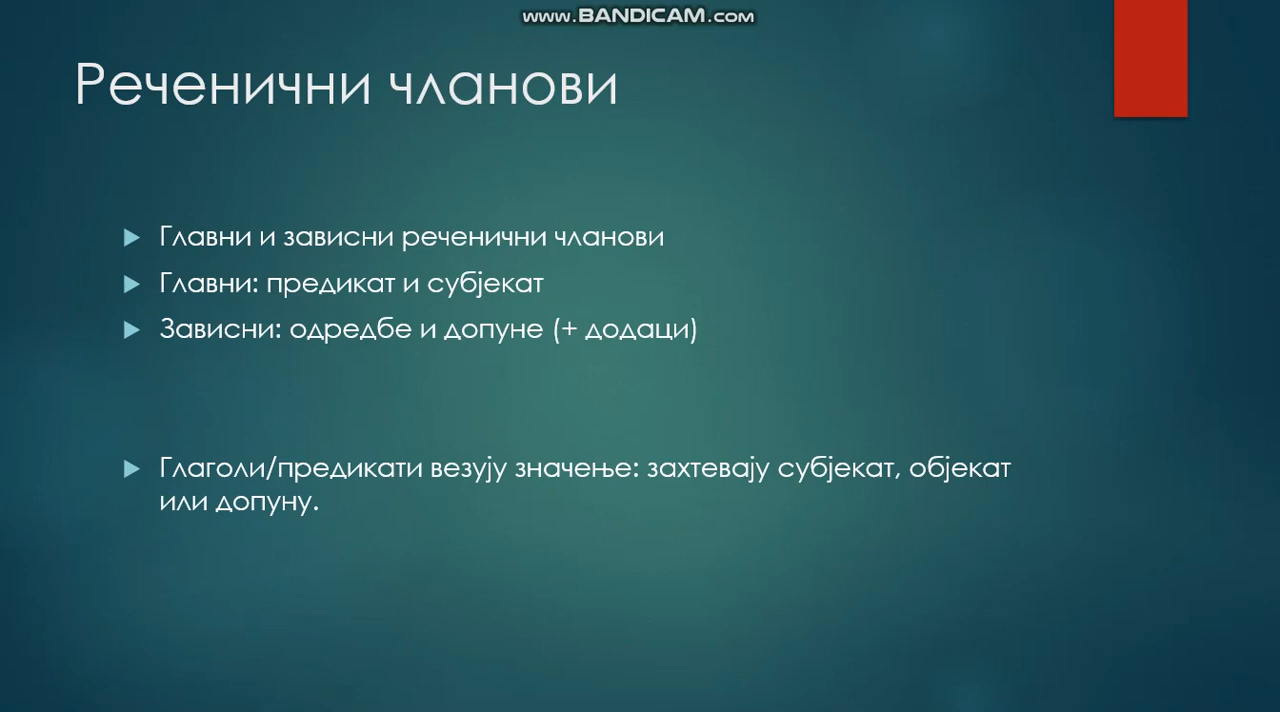 www.BANDICAM.com
Реченични чланови
Главни и зависни реченични чланови
Главни: предикат и субјекат
Зависни: одредбе и допуне (+ додаци)
Глаголи/предикати везују значење: захтевају субјекат, објекат
или допуну.